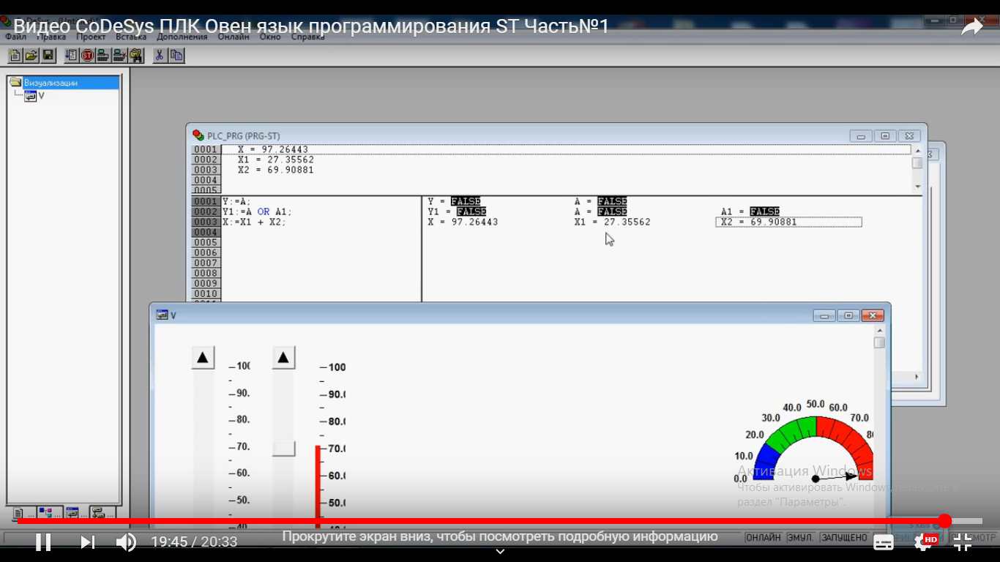 Видео CoDeSys ПЛК Овен язык программирования ST Часть№1
Файл Правка Проект Вставка Дополнения Онлайн Окно Справка
Визуализации
V
PLC_PRG (PRG-ST)
0001 X = 97.26443
0002 X1 = 27.35562
0003 X2 = 69.90881
0004
0005
0001 Y:=A; Y = FALSE A = FALSE
0002 Y1:=A OR A1; Y1 = FALSE A = FALSE A1 = FALSE
0003 X:=X1 + X2; X = 97.26443 X1 = 27.35562 X2 = 69.90881
0004
0005
0006
0007
0008
0009
0010
V
100 100
90. 90.0
80. 80.0
70. 70.0
60. 60.0
50. 50.0
0.0 10.0 20.0 30.0 40.0 50.0 60.0 70.0
Активация Windows
Чтобы активировать Windows, перейдите в
раздел "Параметры".
19:45 / 20:33
Прокрутите экран вниз, чтобы посмотреть подробную информацию
HD
ОНЛАЙН ЭМУЛ. ЗАПУЩЕНО